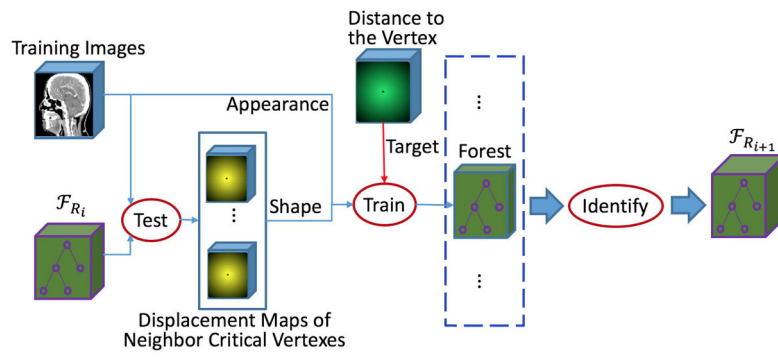 Distance to
the Vertex
Training Images
Appearance
Target
Forest
𝓕_{R_{i+1}}
𝓕_{R_i}
Test
Shape
Train
Identify
Displacement Maps of
Neighbor Critical Vertexes